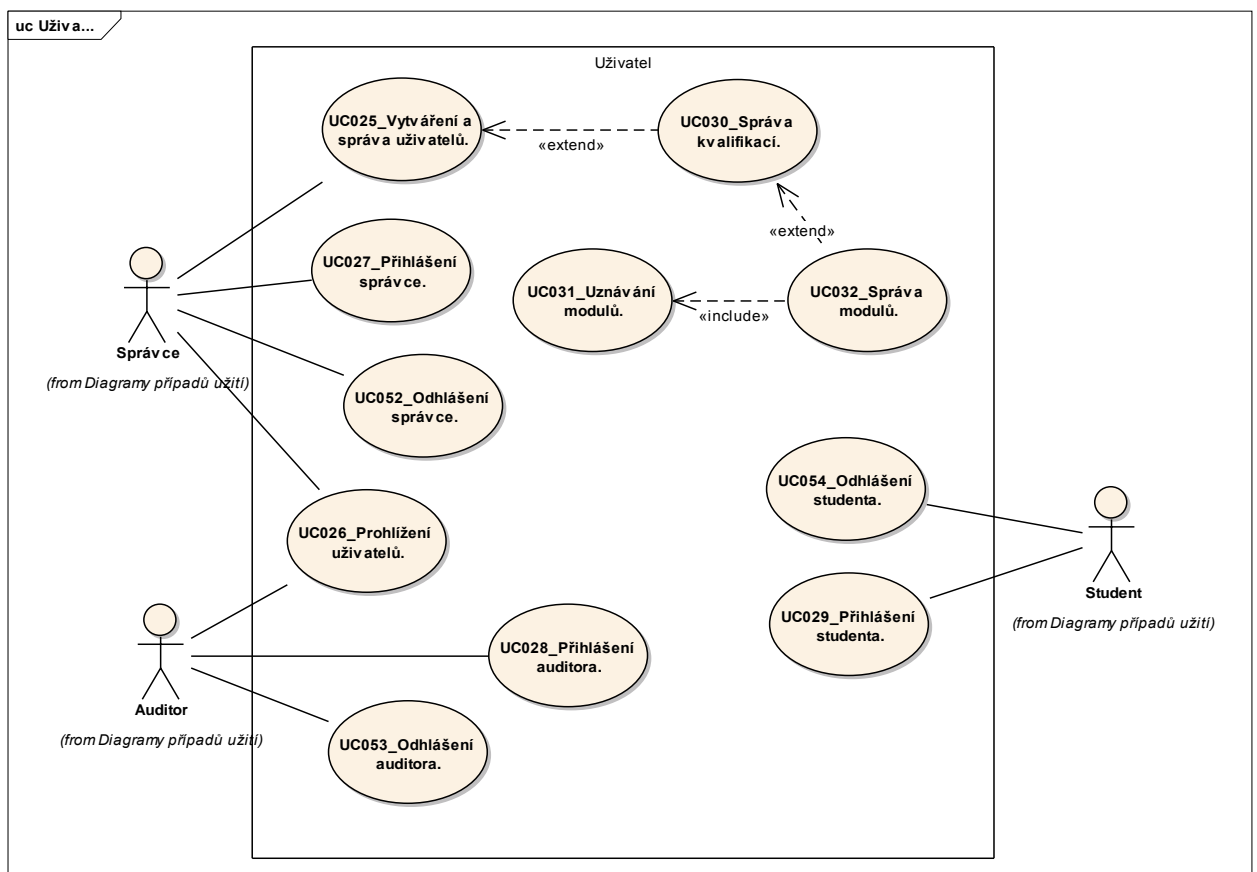 uc Uživa...
Uživatel
UC025_Vytváření a
správa uživatelů.
UC030_Správa
kvalifikací.
«extend»
«extend»
UC027_Přihlášení
správce.
UC031_Uznávání
modulů.
UC032_Správa
modulů.
«include»
Správce
(from Diagramy případů užití)
UC052_Odhlášení
správce.
UC054_Odhlášení
studenta.
UC026_Prohlížení
uživatelů.
Student
(from Diagramy případů užití)
UC029_Přihlášení
studenta.
UC028_Přihlášení
auditora.
Auditor
(from Diagramy případů užití)
UC053_Odhlášení
auditora.